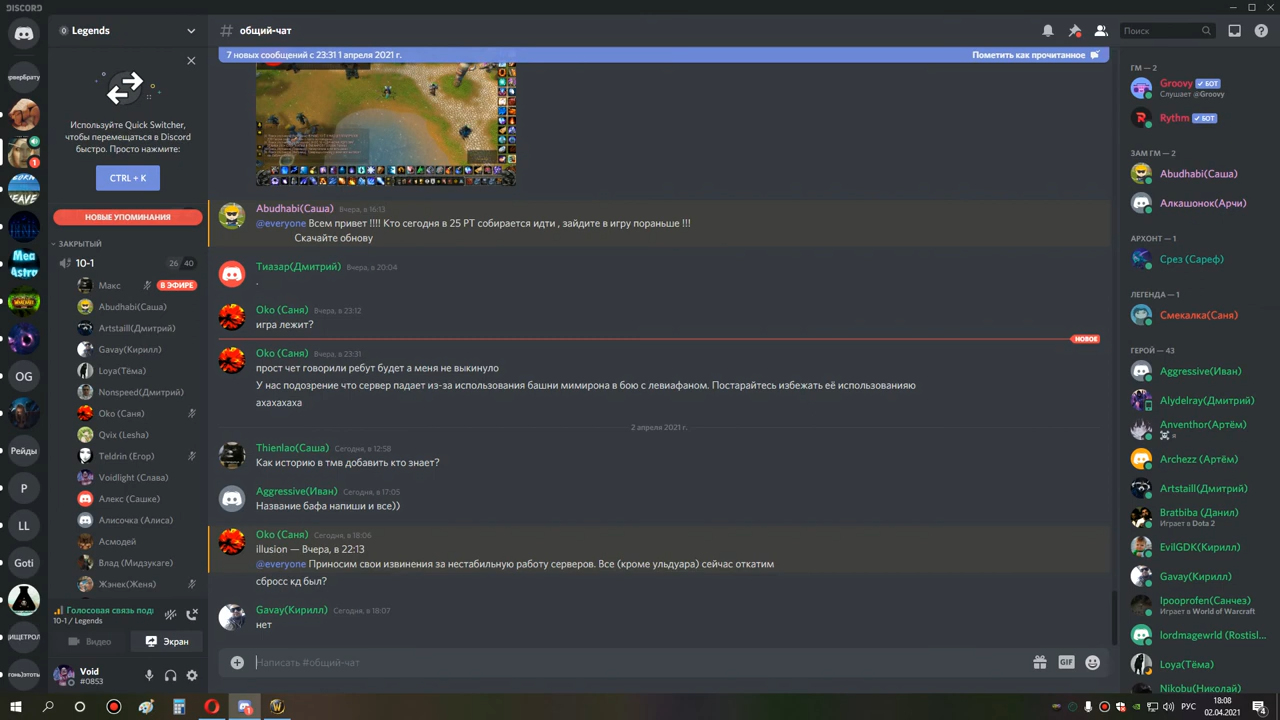 DISCORD
Legends
общий-чат
Поиск
7 новых сообщений с 23:31 1 апреля 2021 г.
Пометить как прочитанное
Используйте Quick Switcher,
чтобы перемещаться в Discord
быстро. Просто нажмите:
CTRL + K
НОВЫЕ УПОМИНАНИЯ
ЗАКРЫТЫЙ
10-1
26 40
Макс
В ЭФИРЕ
Abudhabi(Саша)
Artstaill(Дмитрий)
Gavay(Кирилл)
Loya(Тёма)
Nonspeed(Дмитрий)
Oko (Саня)
Qvix (Lesha)
Teldrin (Егор)
Voidlight (Слава)
Алекс (Сашке)
Алисочка (Алиса)
Асмодей
Влад (Мидзукаге)
Жэнек(Женя)
Голосовая связь под
10-1 / Legends
Видео
Экран
Void
#0853
OG
Рейды
P
LL
Goti
Abudhabi(Саша) Вчера, в 16:13
@everyone Всем привет !!!! Кто сегодня в 25 РТ собирается идти , зайдите в игру пораньше !!!
Скачайте обнову
Тиазар(Дмитрий) Вчера, в 20:04
.
Oko (Саня) Вчера, в 23:12
игра лежит?
НОВОЕ
Oko (Саня) Вчера, в 23:31
прост чет говорили ребут будет а меня не выкинуло
У нас подозрение что сервер падает из-за использования башни мимирона в бою с левиафаном. Постарайтесь избежать её использованияю
ахахахаха
2 апреля 2021 г.
Thienlao(Саша) Сегодня, в 12:58
Как историю в тмв добавить кто знает?
Aggressive(Иван) Сегодня, в 17:05
Название бафа напиши и все))
Oko (Саня) Сегодня, в 18:06
illusion — Вчера, в 22:13
@everyone Приносим свои извинения за нестабильную работу серверов. Все (кроме ульдуара) сейчас откатим
сбросс кд был?
Gavay(Кирилл) Сегодня, в 18:07
нет
Написать #общий-чат
GIF
ГМ — 2
Groovy БОТ
Слушает @Groovy
Rythm БОТ
ЗАМ ГМ — 2
Abudhabi(Саша)
Алкашонок(Арчи)
АРХОНТ — 1
Срез (Сареф)
ЛЕГЕНДА — 1
Смекалка(Саня)
ГЕРОЙ — 43
Aggressive(Иван)
Alydelray(Дмитрий)
Anventhor(Артём)
Archezz (Артём)
Artstaill(Дмитрий)
Bratbiba (Данил)
Играет в Dota 2
EvilGDK(Кирилл)
Gavay(Кирилл)
Ipooprofen(Санчез)
Играет в World of Warcraft
lordmagewrld (Rostisl...
Loya(Тёма)
Nikobu(Николай)
РУС
18:08
02.04.2021